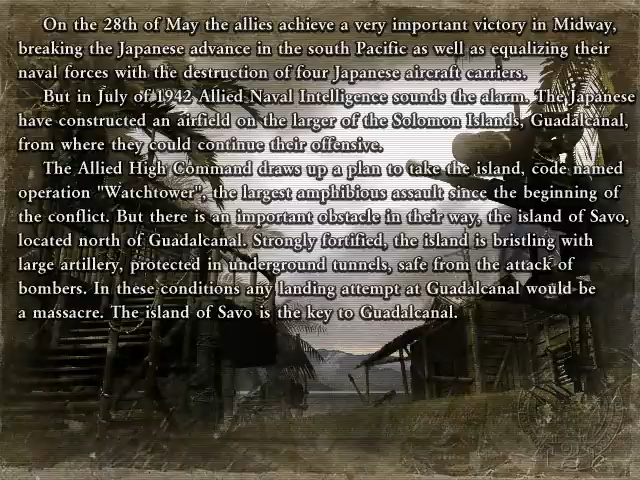 On the 28th of May the allies achieve a very important victory in Midway,
breaking the Japanese advance in the south Pacific as well as equalizing their
naval forces with the destruction of four Japanese aircraft carriers.
But in July of 1942 Allied Naval Intelligence sounds the alarm. The Japanese
have constructed an airfield on the larger of the Solomon Islands, Guadalcanal,
from where they could continue their offensive.
The Allied High Command draws up a plan to take the island, code named
operation "Watchtower", the largest amphibious assault since the beginning of
the conflict. But there is an important obstacle in their way, the island of Savo,
located north of Guadalcanal. Strongly fortified, the island is bristling with
large artillery, protected in underground tunnels, safe from the attack of
bombers. In these conditions any landing attempt at Guadalcanal would be
a massacre. The island of Savo is the key to Guadalcanal.